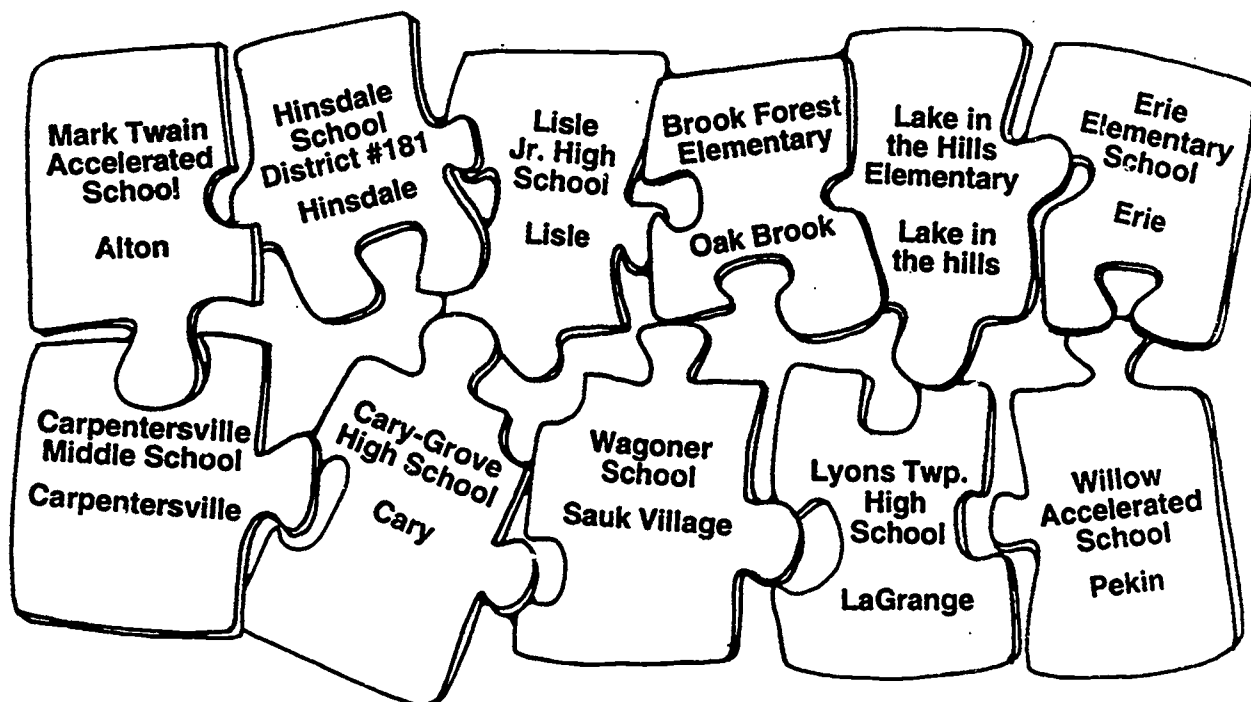 Mark Twain
Accelerated
School
Alton
Hinsdale
School
District #181
Hinsdale
Lisle
Jr. High
School
Lisle
Brook Forest
Elementary
Oak Brook
Lake in
the Hills
Elementary
Lake in
the hills
Erie
Elementary
School
Erie
Carpentersville
Middle School
Carpentersville
Cary-Grove
High School
Cary
Wagoner
School
Sauk Village
Lyons Twp.
High
School
LaGrange
Willow
Accelerated
School
Pekin